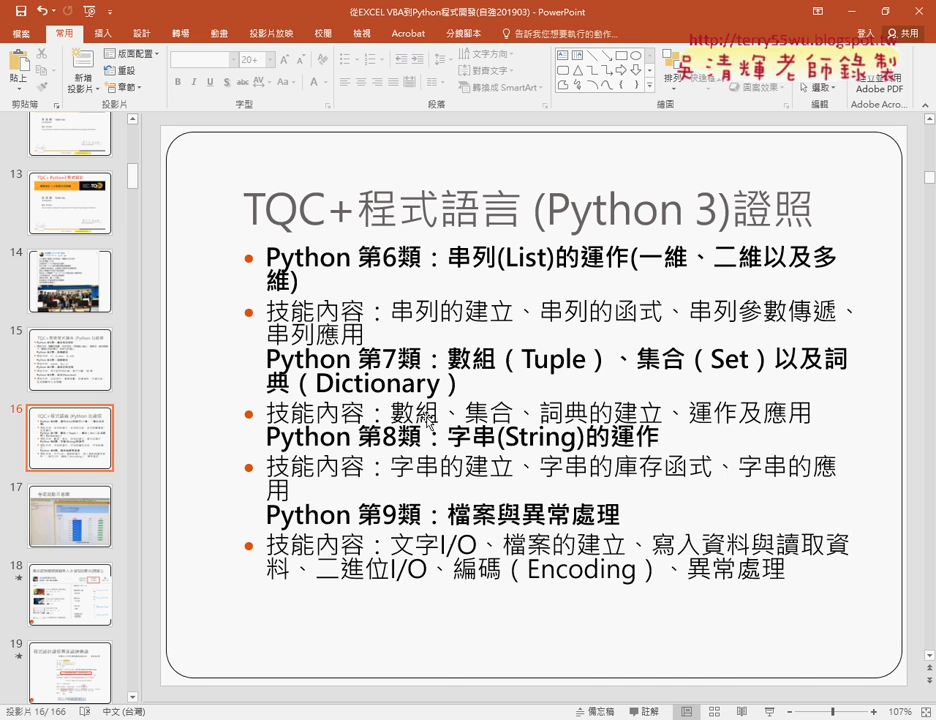 從EXCEL VBA到Python程式開發(自強201903) - PowerPoint
檔案 常用 插入 設計 轉場 動畫 投影片放映 校閱 檢視 Acrobat 分鏡腳本 告訴我您想要執行的動作... 登入 共用
http://terry55wu.blogspot.tw
吳清輝老師錄製
貼上 新增投影片 版面配置 重設 章節 20+ 文字方向 對齊文字 轉換成 SmartArt 排列 圖案效果 選取 Adobe PDF
剪貼簿 投影片 字型 段落 繪圖 編輯 Adobe Acro...
13
14
15
16
17
18
19
TQC+程式語言 (Python 3)證照
Python 第6類：串列(List)的運作(一維、二維以及多
維)
技能內容：串列的建立、串列的函式、串列參數傳遞、
串列應用
Python 第7類：數組（Tuple）、集合（Set）以及詞
典（Dictionary）
技能內容：數組、集合、詞典的建立、運作及應用
Python 第8類：字串(String)的運作
技能內容：字串的建立、字串的庫存函式、字串的應
用
Python 第9類：檔案與異常處理
技能內容：文字I/O、檔案的建立、寫入資料與讀取資
料、二進位I/O、編碼（Encoding）、異常處理
投影片 16/166 中文 (台灣) 備忘稿 註解 107%